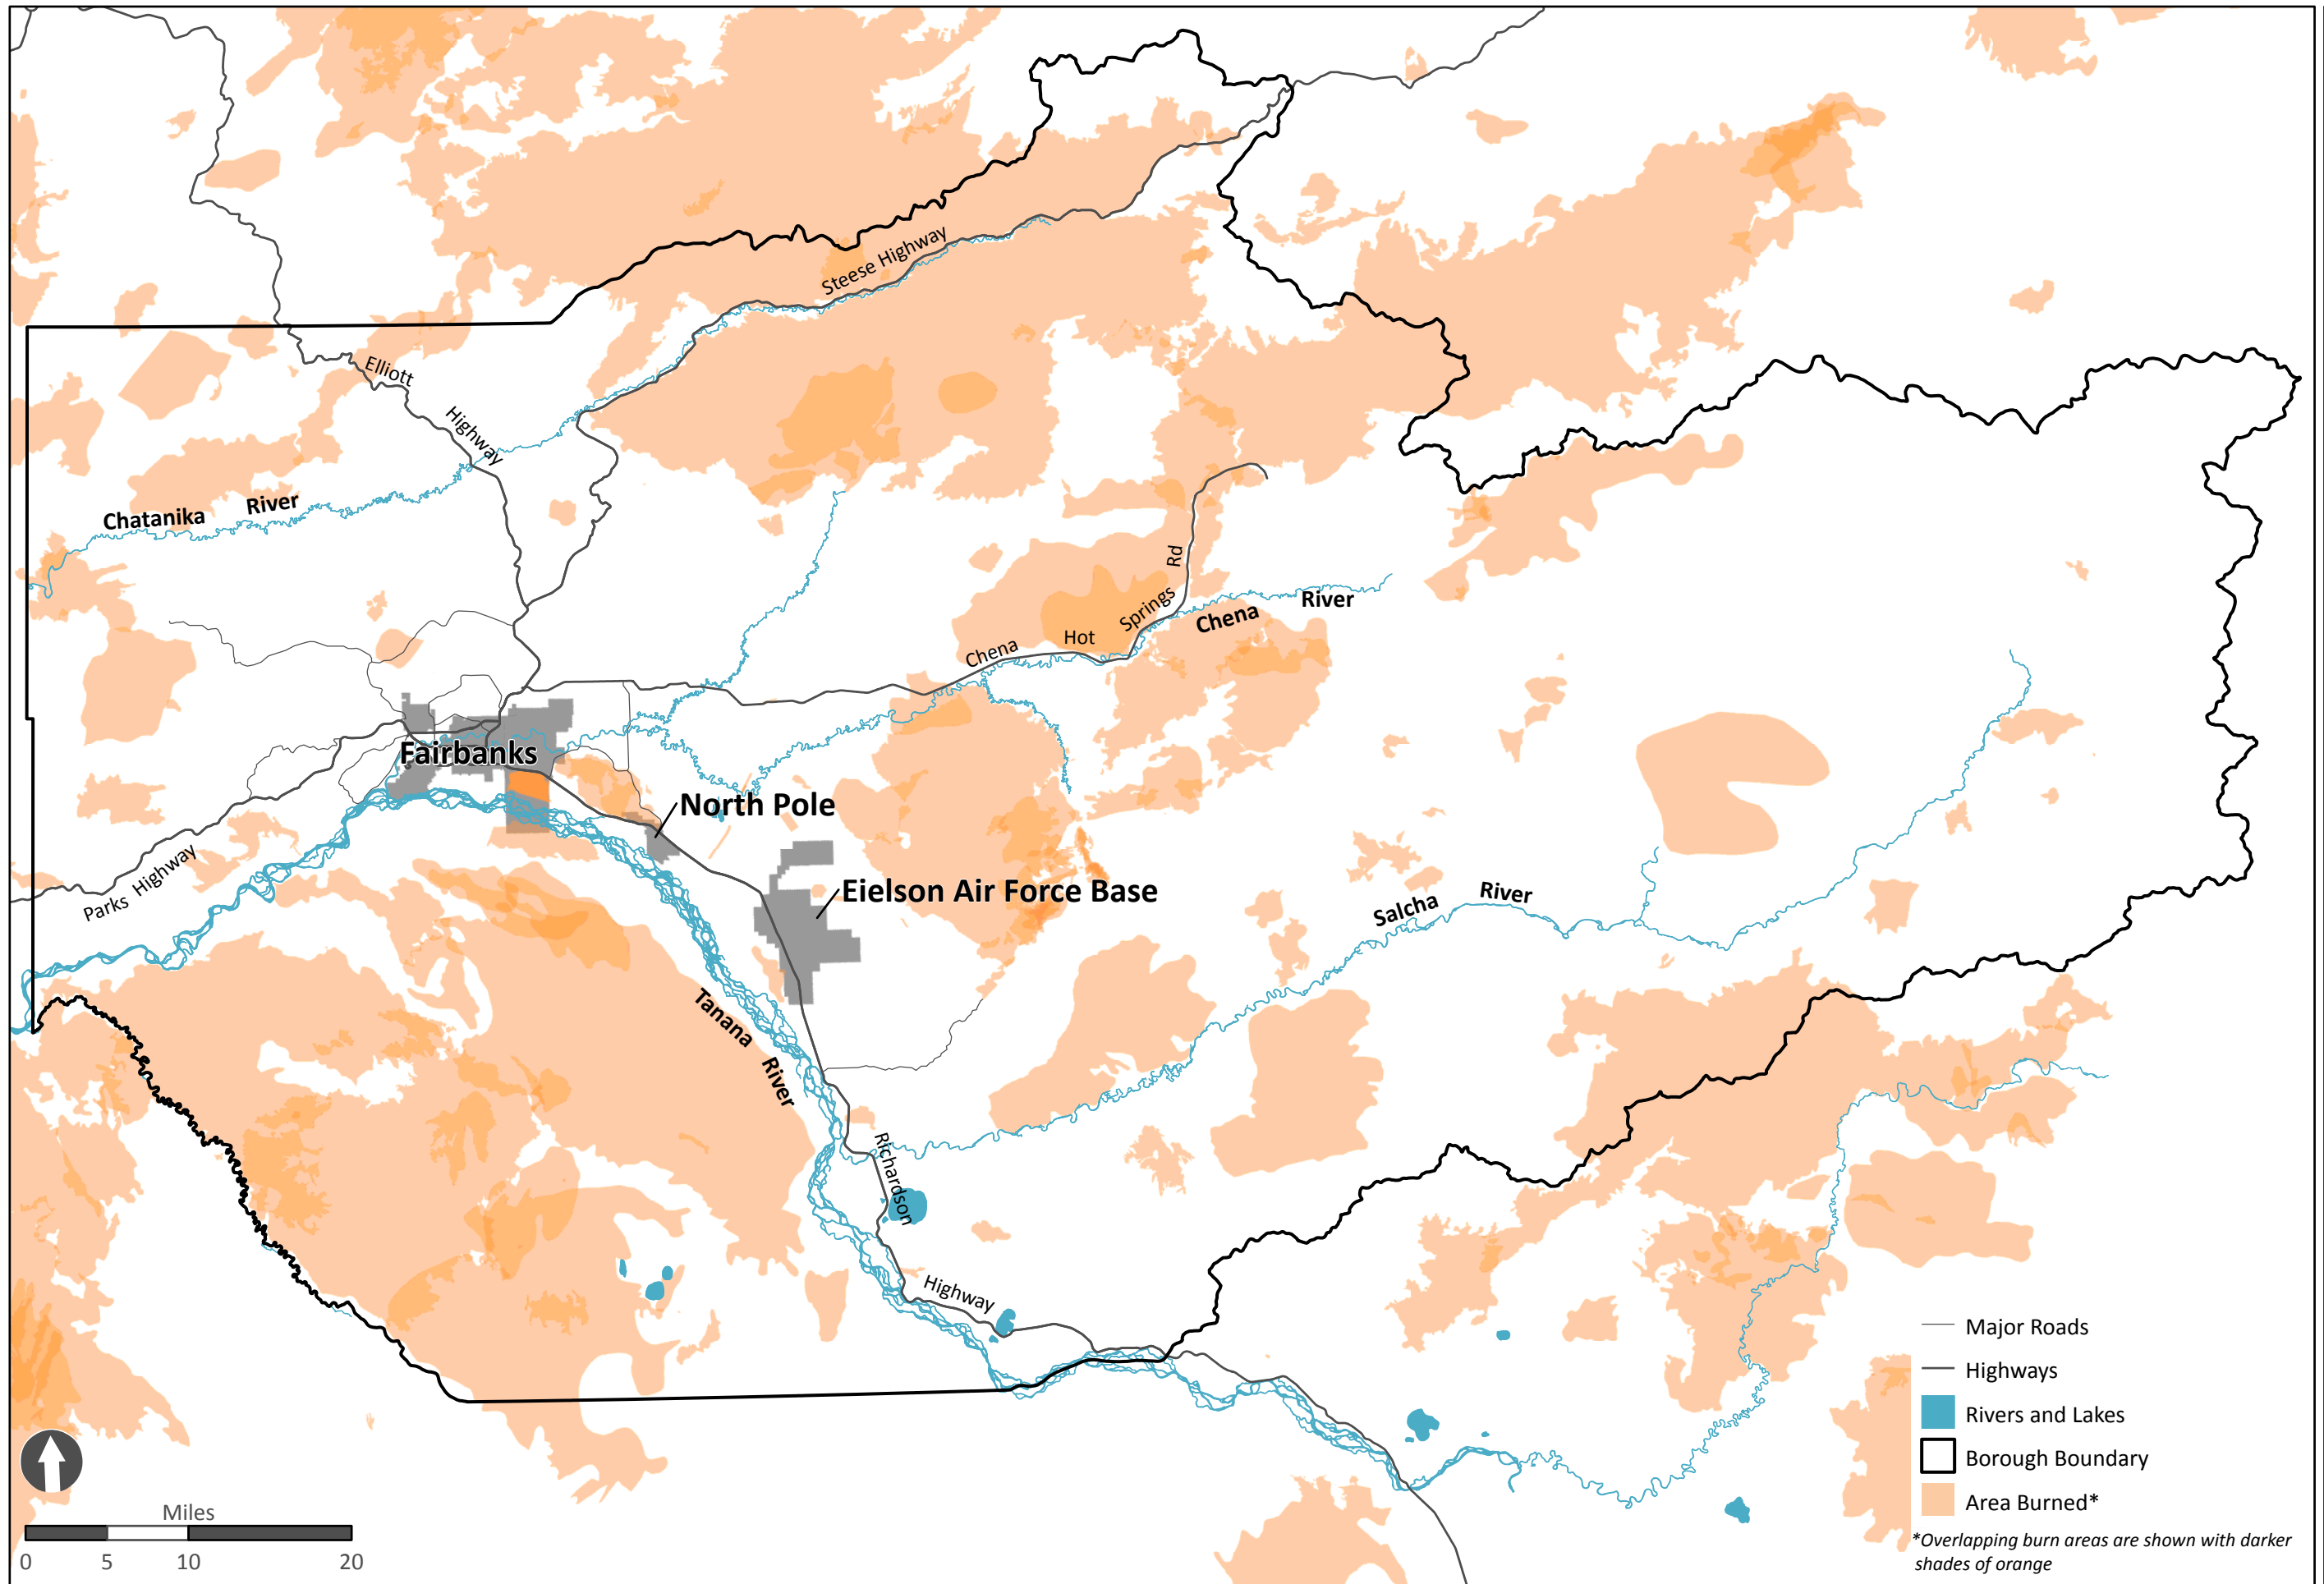 Steese Highway
Elliott
Highway
Chatanika River
Rd
Springs
Hot
Chena
Chena River
Fairbanks
North Pole
Eielson Air Force Base
Parks Highway
Salcha River
Tanana River
Richardson
Highway
Major Roads
Highways
Rivers and Lakes
Borough Boundary
Area Burned*
*Overlapping burn areas are shown with darker
shades of orange
Miles
0 5 10 20